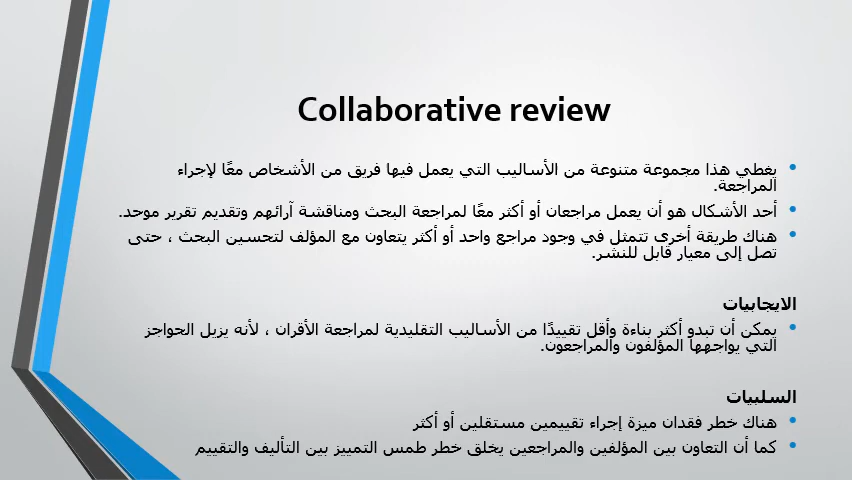 Collaborative review
• يغطي هذا مجموعة متنوعة من الأساليب التي يعمل فيها فريق من الأشخاص معًا لإجراء
المراجعة.
• أحد الأشكال هو أن يعمل مراجعان أو أكثر معًا لمراجعة البحث ومناقشة آرائهم وتقديم تقرير موحد.
• هناك طريقة أخرى تتمثل في وجود مراجع واحد أو أكثر يتعاون مع المؤلف لتحسين البحث ، حتى
تصل إلى معيار قابل للنشر.
الايجابيات
• يمكن أن تبدو أكثر بناءة وأقل تقييدًا من الأساليب التقليدية لمراجعة الأقران ، لأنه يزيل الحواجز
التي يواجهها المؤلفون والمراجعون.
السلبيات
• هناك خطر فقدان ميزة إجراء تقييمين مستقلين أو أكثر
• كما أن التعاون بين المؤلفين والمراجعين يخلق خطر طمس التمييز بين التأليف والتقييم